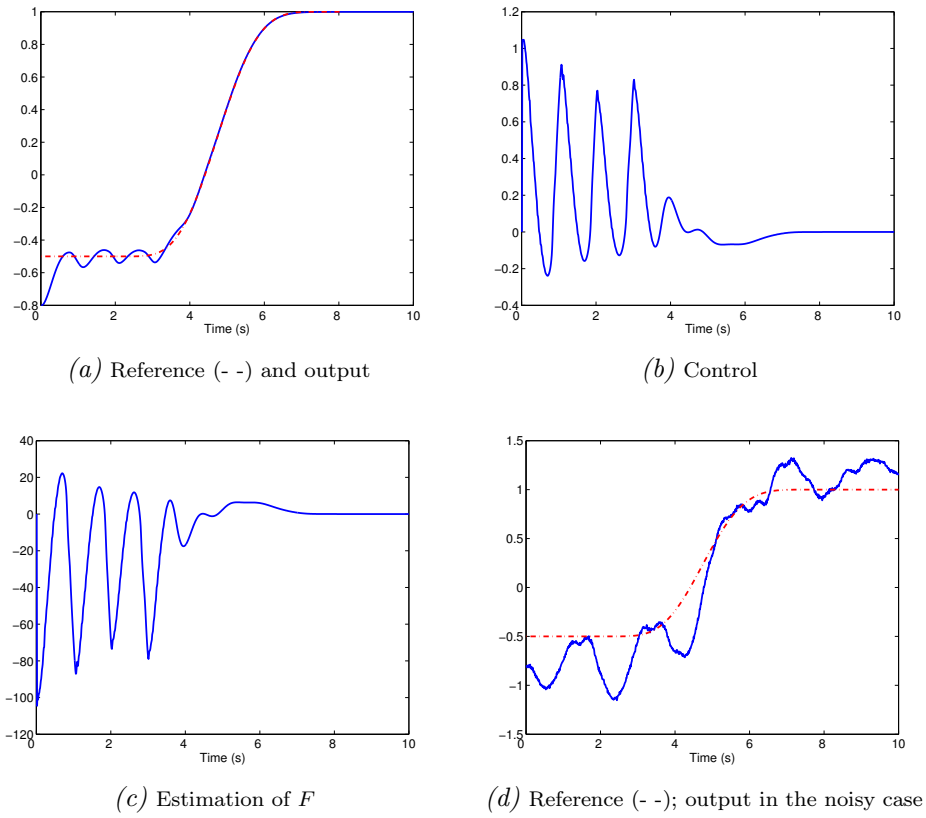 1
0.8
0.6
0.4
0.2
0
−0.2
−0.4
−0.6
−0.8
0 2 4 6 8 10
Time (s)
(a) Reference (- -) and output
1.2
1
0.8
0.6
0.4
0.2
0
−0.2
−0.4
0 2 4 6 8 10
Time (s)
(b) Control
40
20
0
−20
−40
−60
−80
−100
−120
0 2 4 6 8 10
Time (s)
(c) Estimation of F
1.5
1
0.5
0
−0.5
−1
−1.5
0 2 4 6 8 10
Time (s)
(d) Reference (- -); output in the noisy case